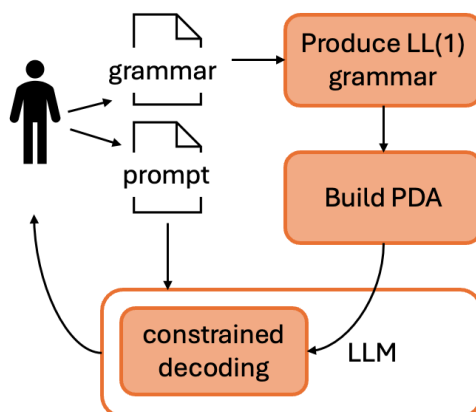 grammar
Produce LL(1)
grammar
prompt
Build PDA
constrained
decoding
LLM